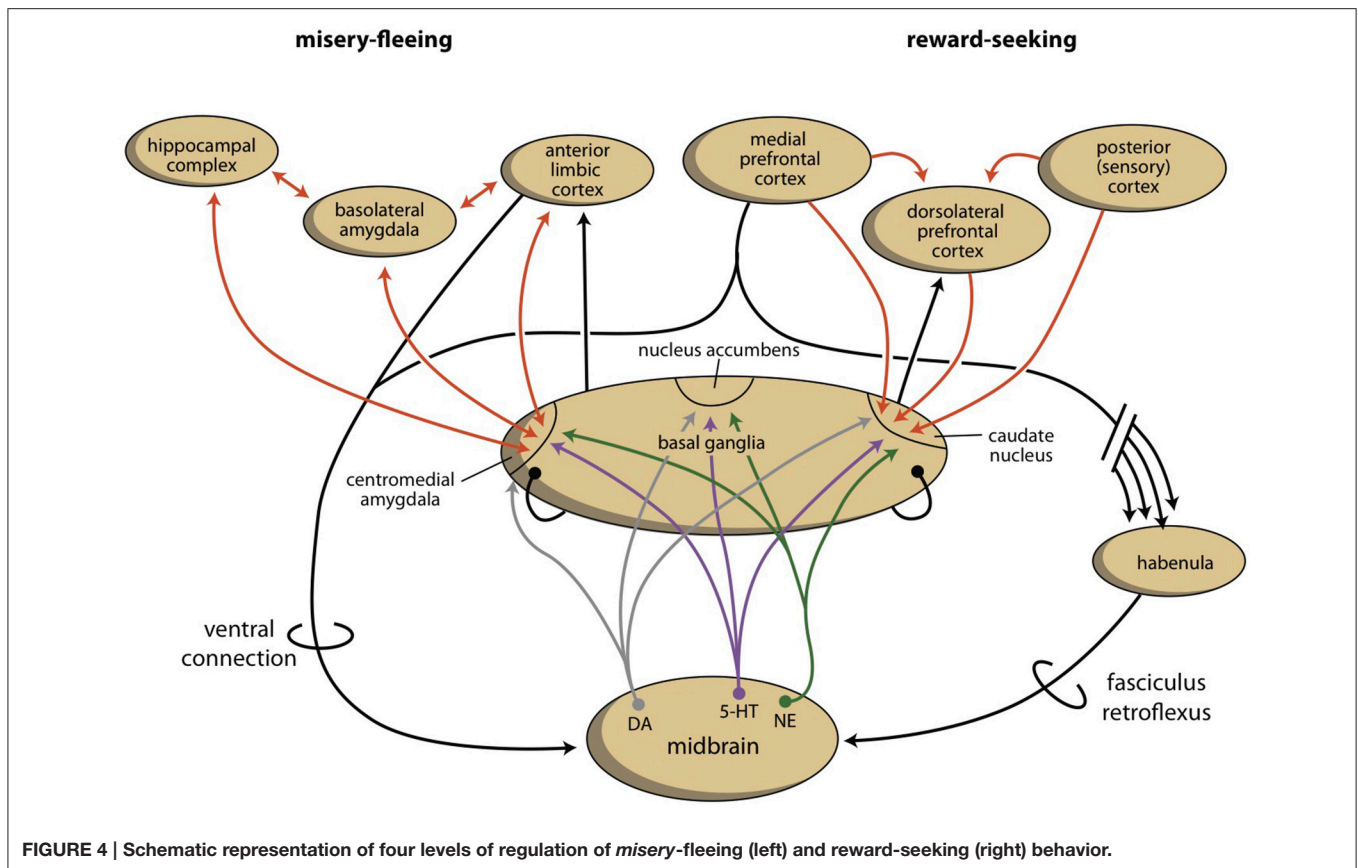 misery-fleeing
reward-seeking
hippocampal
complex
basolateral
amygdala
anterior
limbic
cortex
medial
prefrontal
cortex
dorsolateral
prefrontal
cortex
posterior
(sensory)
cortex
nucleus accumbens
basal ganglia
centromedial
amygdala
caudate
nucleus
habenula
ventral
connection
fasciculus
retroflexus
DA
5-HT
NE
midbrain
FIGURE 4 | Schematic representation of four levels of regulation of misery-fleeing (left) and reward-seeking (right) behavior.